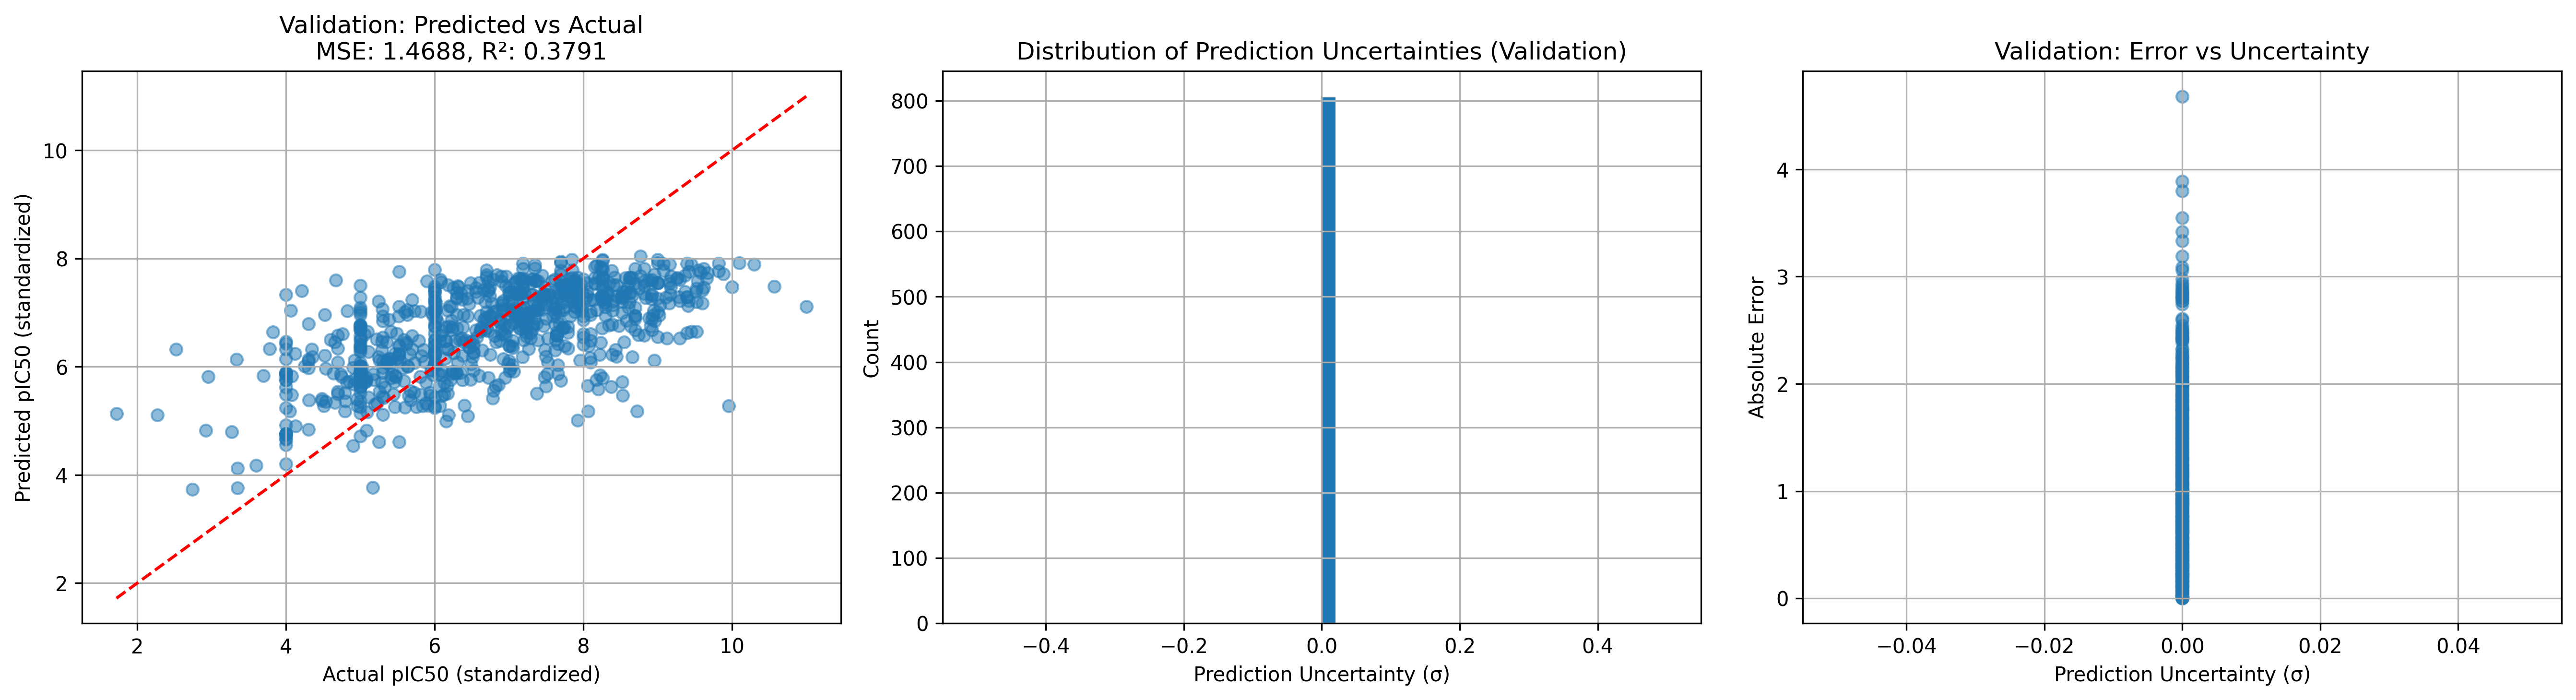 Validation: Predicted vs Actual
MSE: 1.4688, R²: 0.3791
Predicted pIC50 (standardized)
10
8
6
4
2
2 4 6 8 10
Actual pIC50 (standardized)
Distribution of Prediction Uncertainties (Validation)
Count
800
700
600
500
400
300
200
100
0
−0.4 −0.2 0.0 0.2 0.4
Prediction Uncertainty (σ)
Validation: Error vs Uncertainty
Absolute Error
4
3
2
1
0
−0.04 −0.02 0.00 0.02 0.04
Prediction Uncertainty (σ)